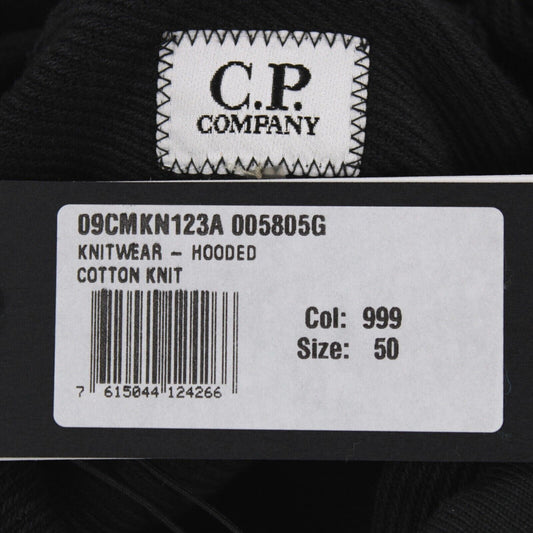 C.P.
COMPANY
09CMKN123A 005805G
KNITWEAR – HOODED
COTTON KNIT
Col: 999
Size: 50
7 615044 124266